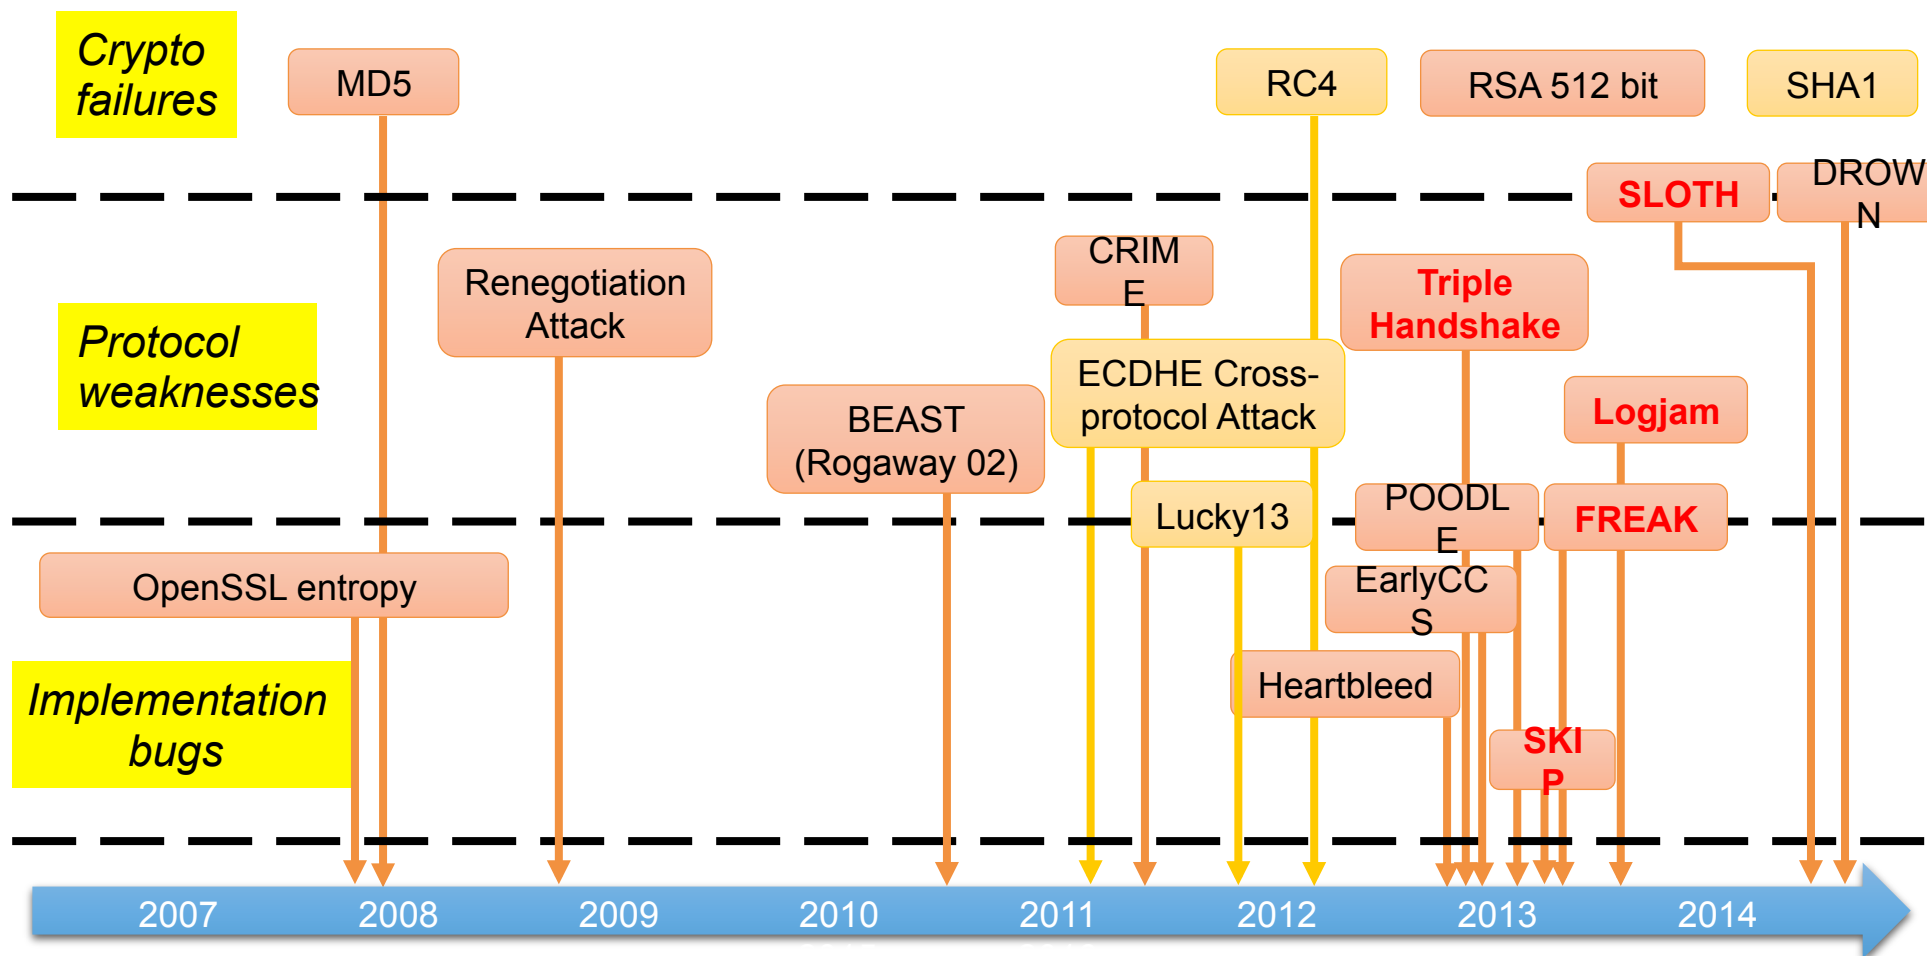 Crypto
failures
MD5
RC4
RSA 512 bit
SHA1
SLOTH
DROW
N
Renegotiation
Attack
CRIM
E
Triple
Handshake
Protocol
weaknesses
ECDHE Cross-
protocol Attack
BEAST
(Rogaway 02)
Logjam
Lucky13
POODL
E
FREAK
OpenSSL entropy
EarlyCC
S
Implementation
bugs
Heartbleed
SKI
P
2007 2008 2009 2010 2011 2012 2013 2014